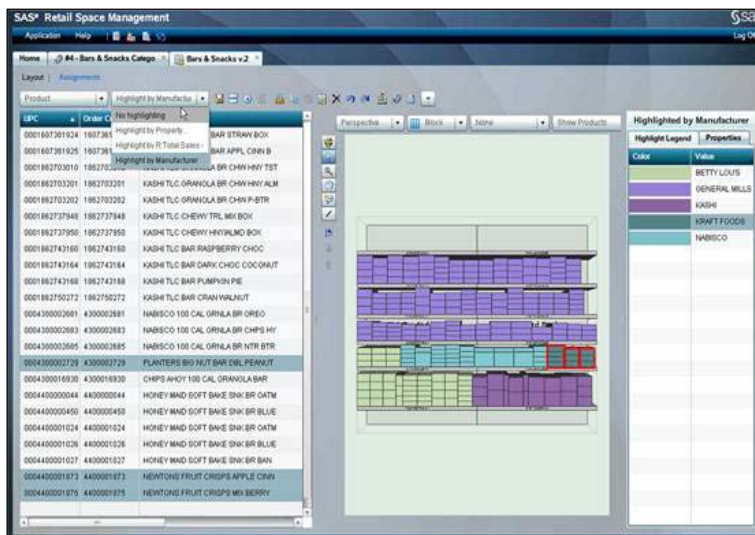 SAS® Retail Space Management
Application Help
Log Of
Home #4 - Bars & Snacks Catego Bars & Snacks v.2
Layout | Assignments
Product Highlight by Manufactu
No highlighting
Highlight by Property...
Highlight by R Total Sales -
Highlight by Manufacturer
Perspective Block None Show Products
UPC Order C
0001607361924 160736 BAR STRAW BOX
0001607361925 160736 BAR APPL CINN B
0001862703010 KASHI TLC GRANOLA BR CHW HNY TST
0001862703201 1862703201 KASHI TLC GRANOLA BR CHW HNY ALM
0001862703202 1862703202 KASHI TLC GRANOLA BR CHW P-BTR
0001862737948 1862737948 KASHI TLC CHEWY TRL MIX BOX
0001862737950 1862737950 KASHI TLC CHEWY HNY/ALMD BOX
0001862743160 1862743160 KASHI TLC BAR RASPBERRY CHOC
0001862743164 1862743164 KASHI TLC BAR DARK CHOC COCONUT
0001862743168 1862743168 KASHI TLC BAR PUMPKIN PIE
0001862750272 1862750272 KASHI TLC BAR CRAN WALNUT
0004300002681 4300002681 NABISCO 100 CAL GRNLA BR OREO
0004300002683 4300002683 NABISCO 100 CAL GRNLA BR CHPS HY
0004300002685 4300002685 NABISCO 100 CAL GRNLA BR NTR BTR
0004300002729 4300002729 PLANTERS BIG NUT BAR DBL PEANUT
0004300016930 4300016930 CHIPS AHOY 100 CAL GRANOLA BAR
0004400000044 4400000044 HONEY MAID SOFT BAKE SNK BR OATM
0004400000450 4400000450 HONEY MAID SOFT BAKE SNK BR BLUE
0004400001024 4400001024 HONEY MAID SOFT BAKE SNK BR OATM
0004400001026 4400001026 HONEY MAID SOFT BAKE SNK BR BLUE
0004400001027 4400001027 HONEY MAID SOFT BAKE SNK BR BAN
0004400001873 4400001873 NEWTONS FRUIT CRISPS APPLE CINN
0004400001875 4400001875 NEWTONS FRUIT CRISPS MIX BERRY
Highlighted by Manufacturer
Highlight Legend Properties
Color Value
BETTY LOU'S
GENERAL MILLS
KASHI
KRAFT FOODS
NABISCO